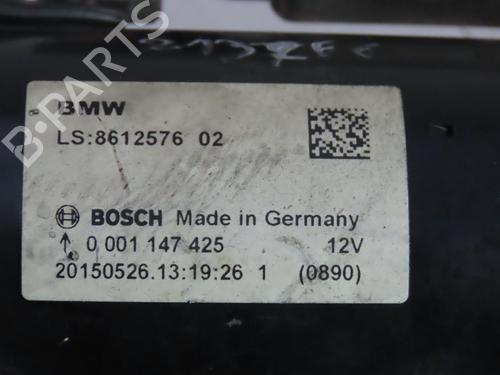 BMW
LS:8612576 02
BOSCH Made in Germany
0 001 147 425 12V
20150526.13:19:26 1 (0890)
B-PARTS